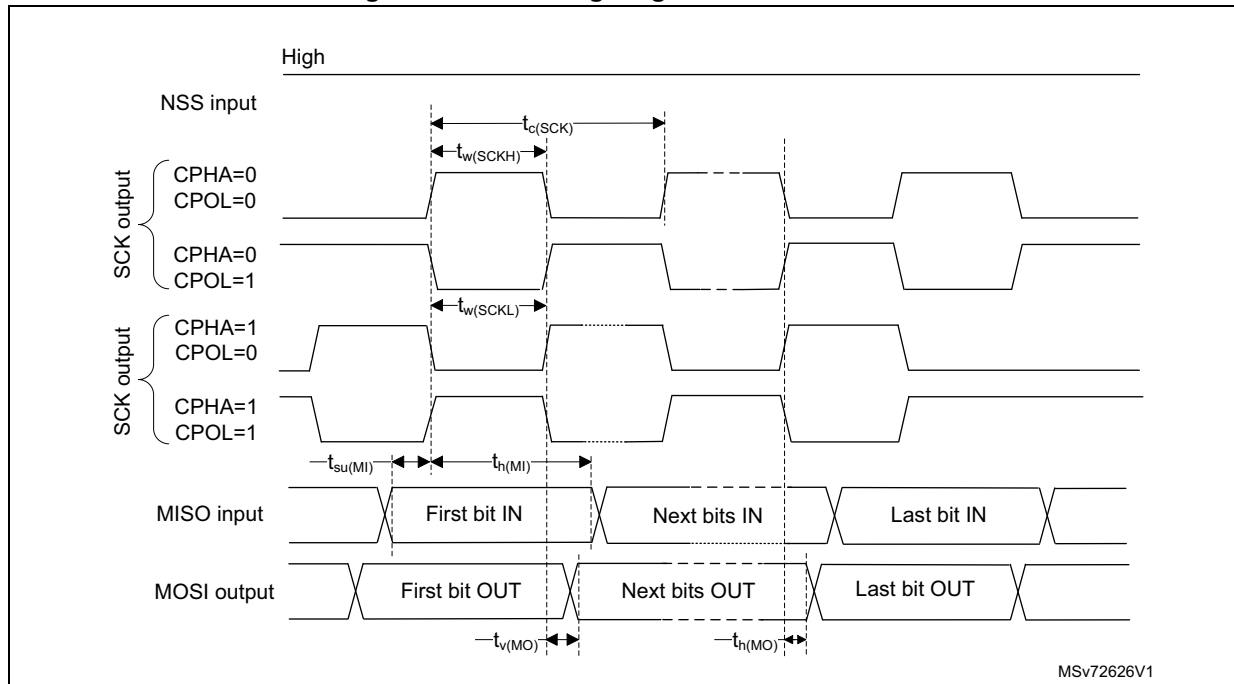 High
NSS input
tc(SCK)
tw(SCKH)
SCK output
CPHA=0
CPOL=0
CPHA=0
CPOL=1
tw(SCKL)
SCK output
CPHA=1
CPOL=0
CPHA=1
CPOL=1
tsu(MI)
th(MI)
MISO input
First bit IN
Next bits IN
Last bit IN
MOSI output
First bit OUT
Next bits OUT
Last bit OUT
tv(MO)
th(MO)
MSv72626V1